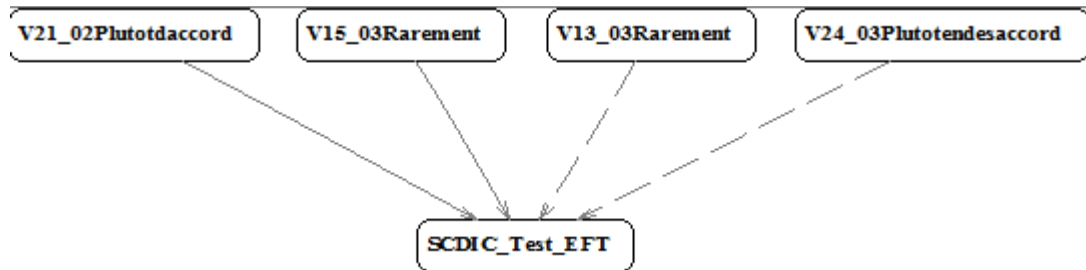 V21_02Plutotdaccord
V15_03Rarement
V13_03Rarement
V24_03Plutotendesaccord
SCDIC_Test_EFT